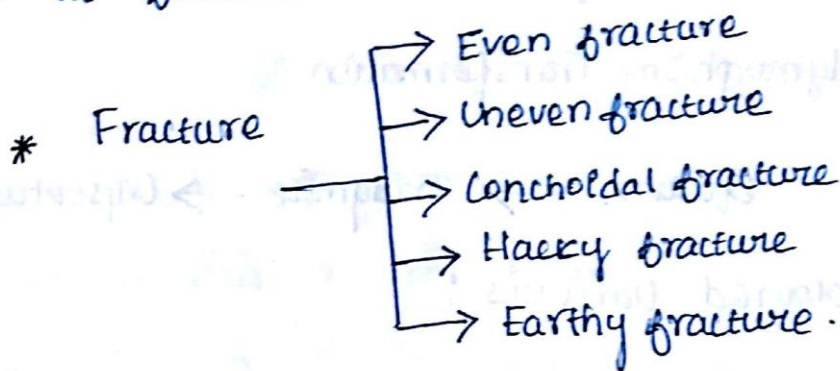 Even fracture
* Fracture
Uneven fracture
Conchoidal fracture
Hacky fracture
Earthy fracture.